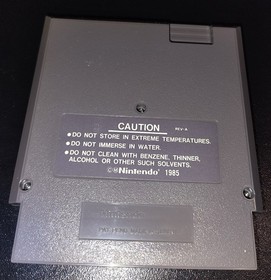 CAUTION REV-A
● DO NOT STORE IN EXTREME TEMPERATURES.
● DO NOT IMMERSE IN WATER.
● DO NOT CLEAN WITH BENZENE, THINNER,
ALCOHOL OR OTHER SUCH SOLVENTS.
©®Nintendo 1985